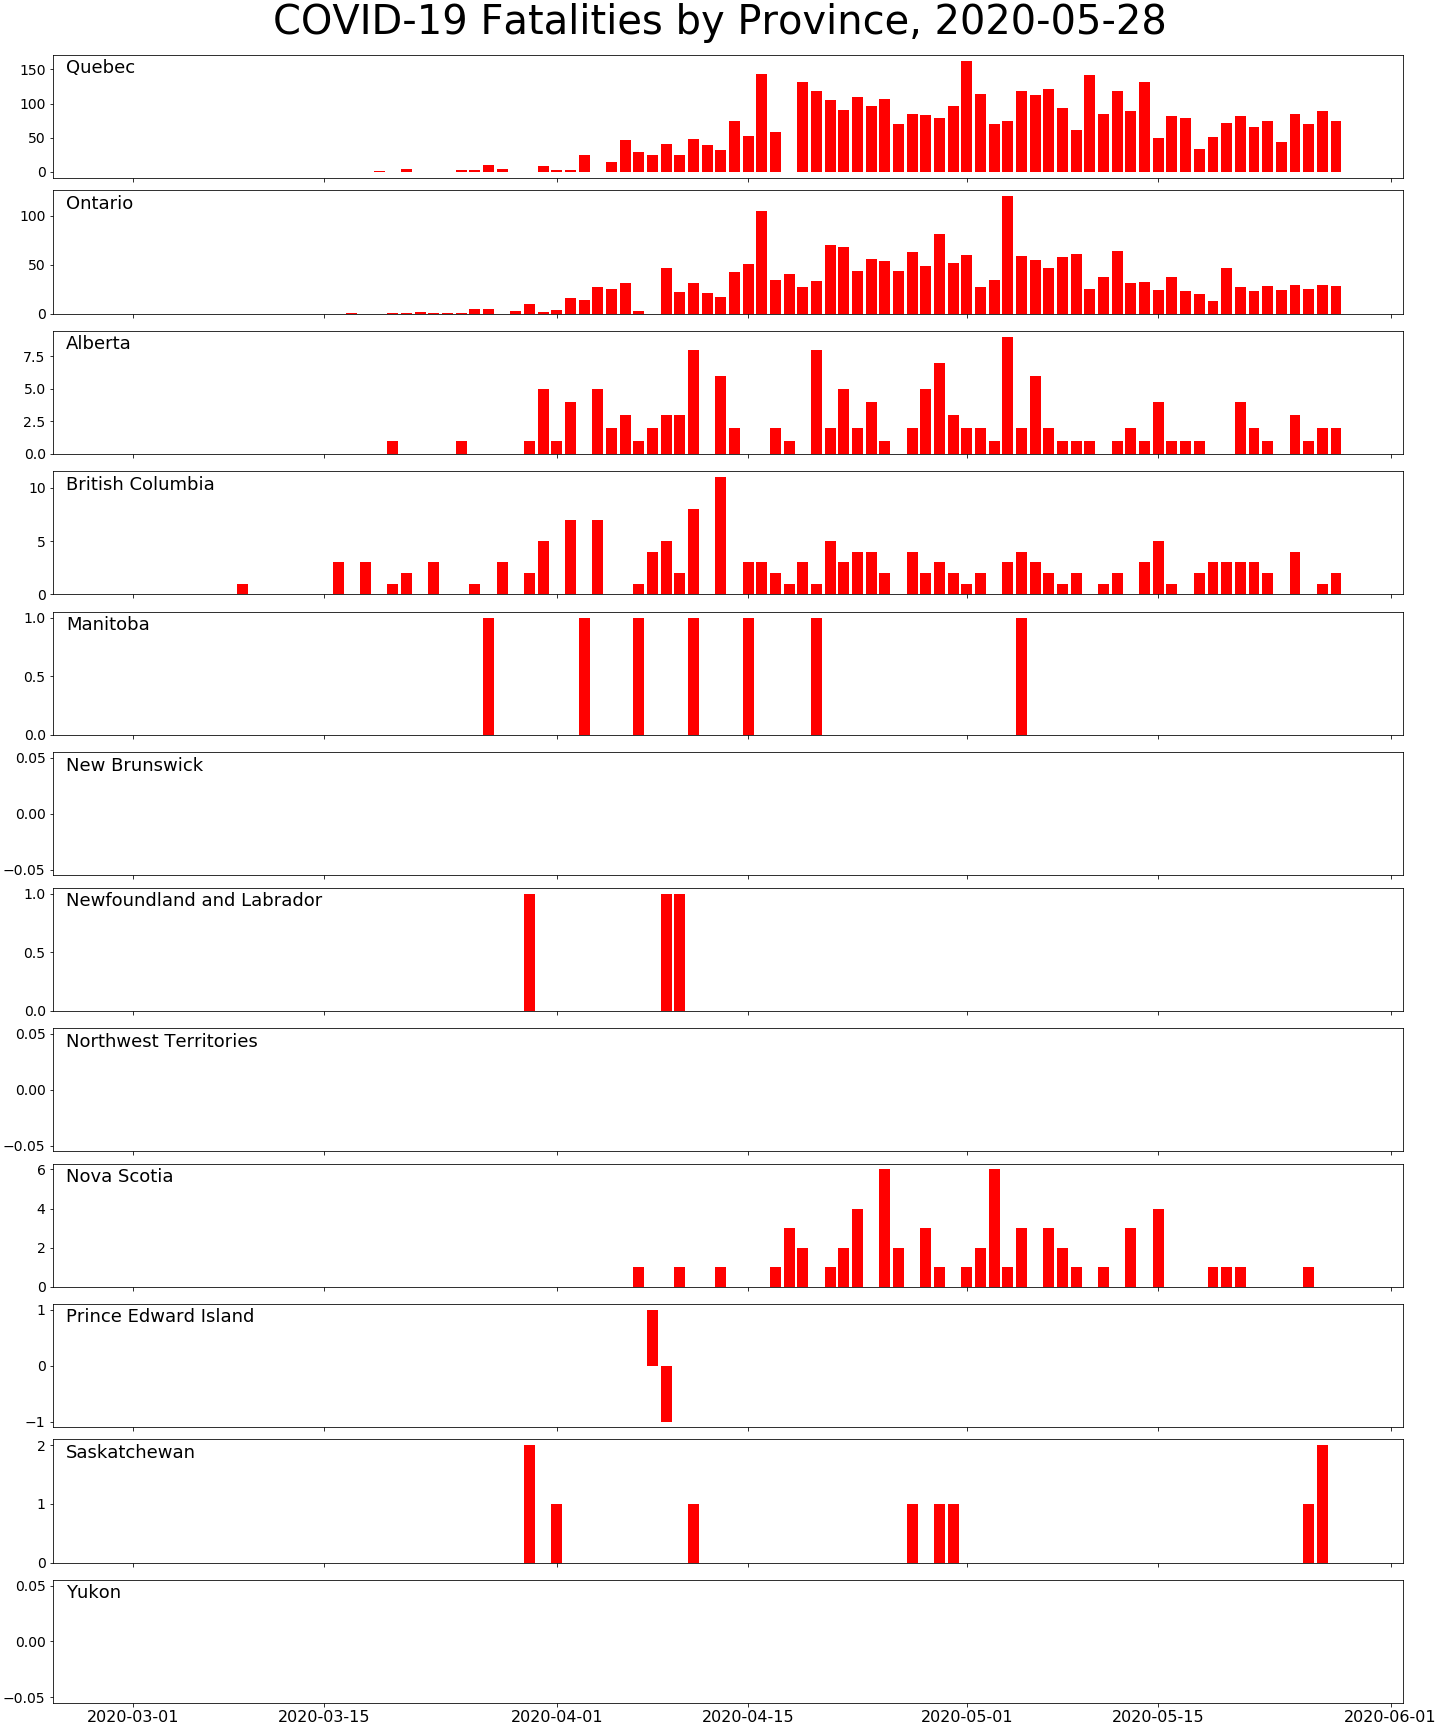 COVID-19 Fatalities by Province, 2020-05-28
Quebec
150
100
50
0
Ontario
100
50
0
Alberta
7.5
5.0
2.5
0.0
British Columbia
10
5
0
Manitoba
1.0
0.5
0.0
New Brunswick
0.05
0.00
−0.05
Newfoundland and Labrador
1.0
0.5
0.0
Northwest Territories
0.05
0.00
−0.05
Nova Scotia
6
4
2
0
Prince Edward Island
1
0
−1
Saskatchewan
2
1
0
Yukon
0.05
0.00
−0.05
2020-03-01 2020-03-15 2020-04-01 2020-04-15 2020-05-01 2020-05-15 2020-06-01